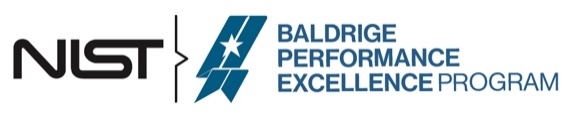 NIST
BALDRIGE
PERFORMANCE
EXCELLENCE PROGRAM